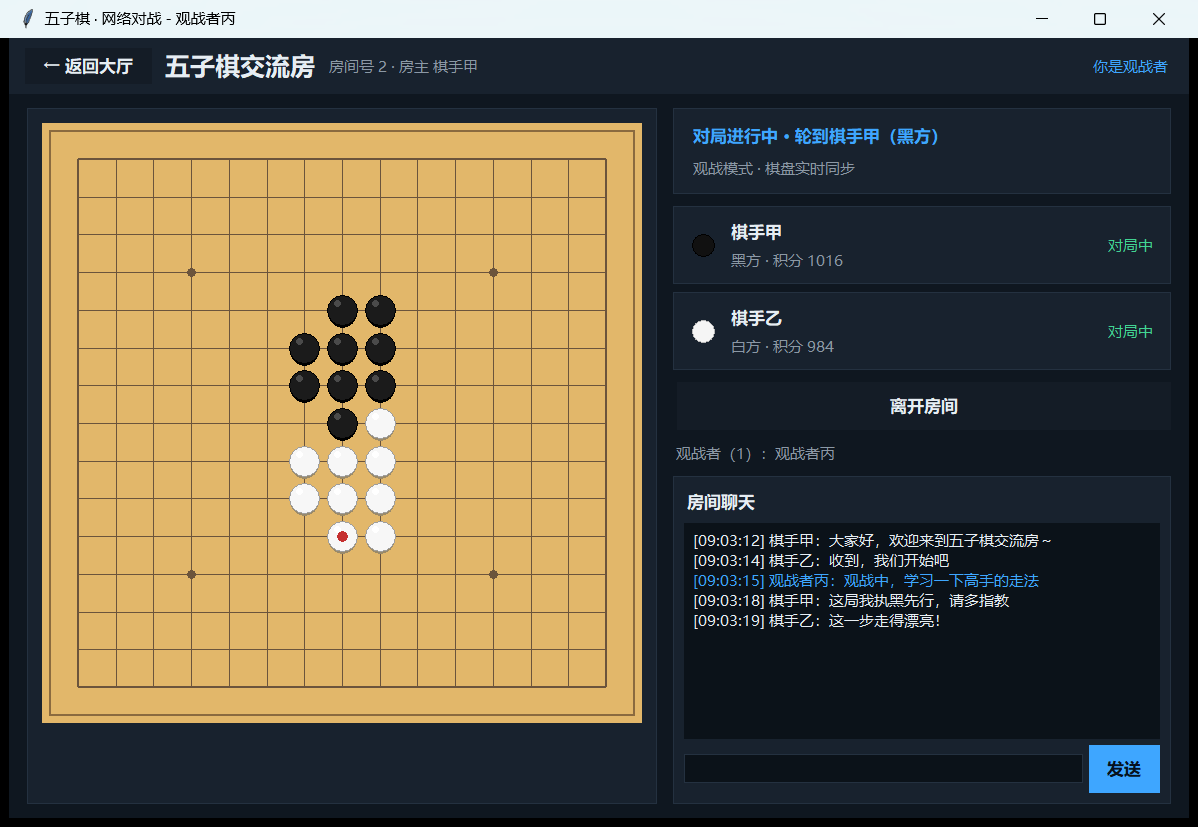 五子棋 · 网络对战 - 观战者丙
← 返回大厅
五子棋交流房
房间号 2 · 房主 棋手甲
你是观战者
对局进行中 · 轮到棋手甲（黑方）
观战模式 · 棋盘实时同步
棋手甲
黑方 · 积分 1016
对局中
棋手乙
白方 · 积分 984
对局中
离开房间
观战者（1）：观战者丙
房间聊天
[09:03:12] 棋手甲：大家好，欢迎来到五子棋交流房～
[09:03:14] 棋手乙：收到，我们开始吧
[09:03:15] 观战者丙：观战中，学习一下高手的走法
[09:03:18] 棋手甲：这局我执黑先行，请多指教
[09:03:19] 棋手乙：这一步走得漂亮！
发送